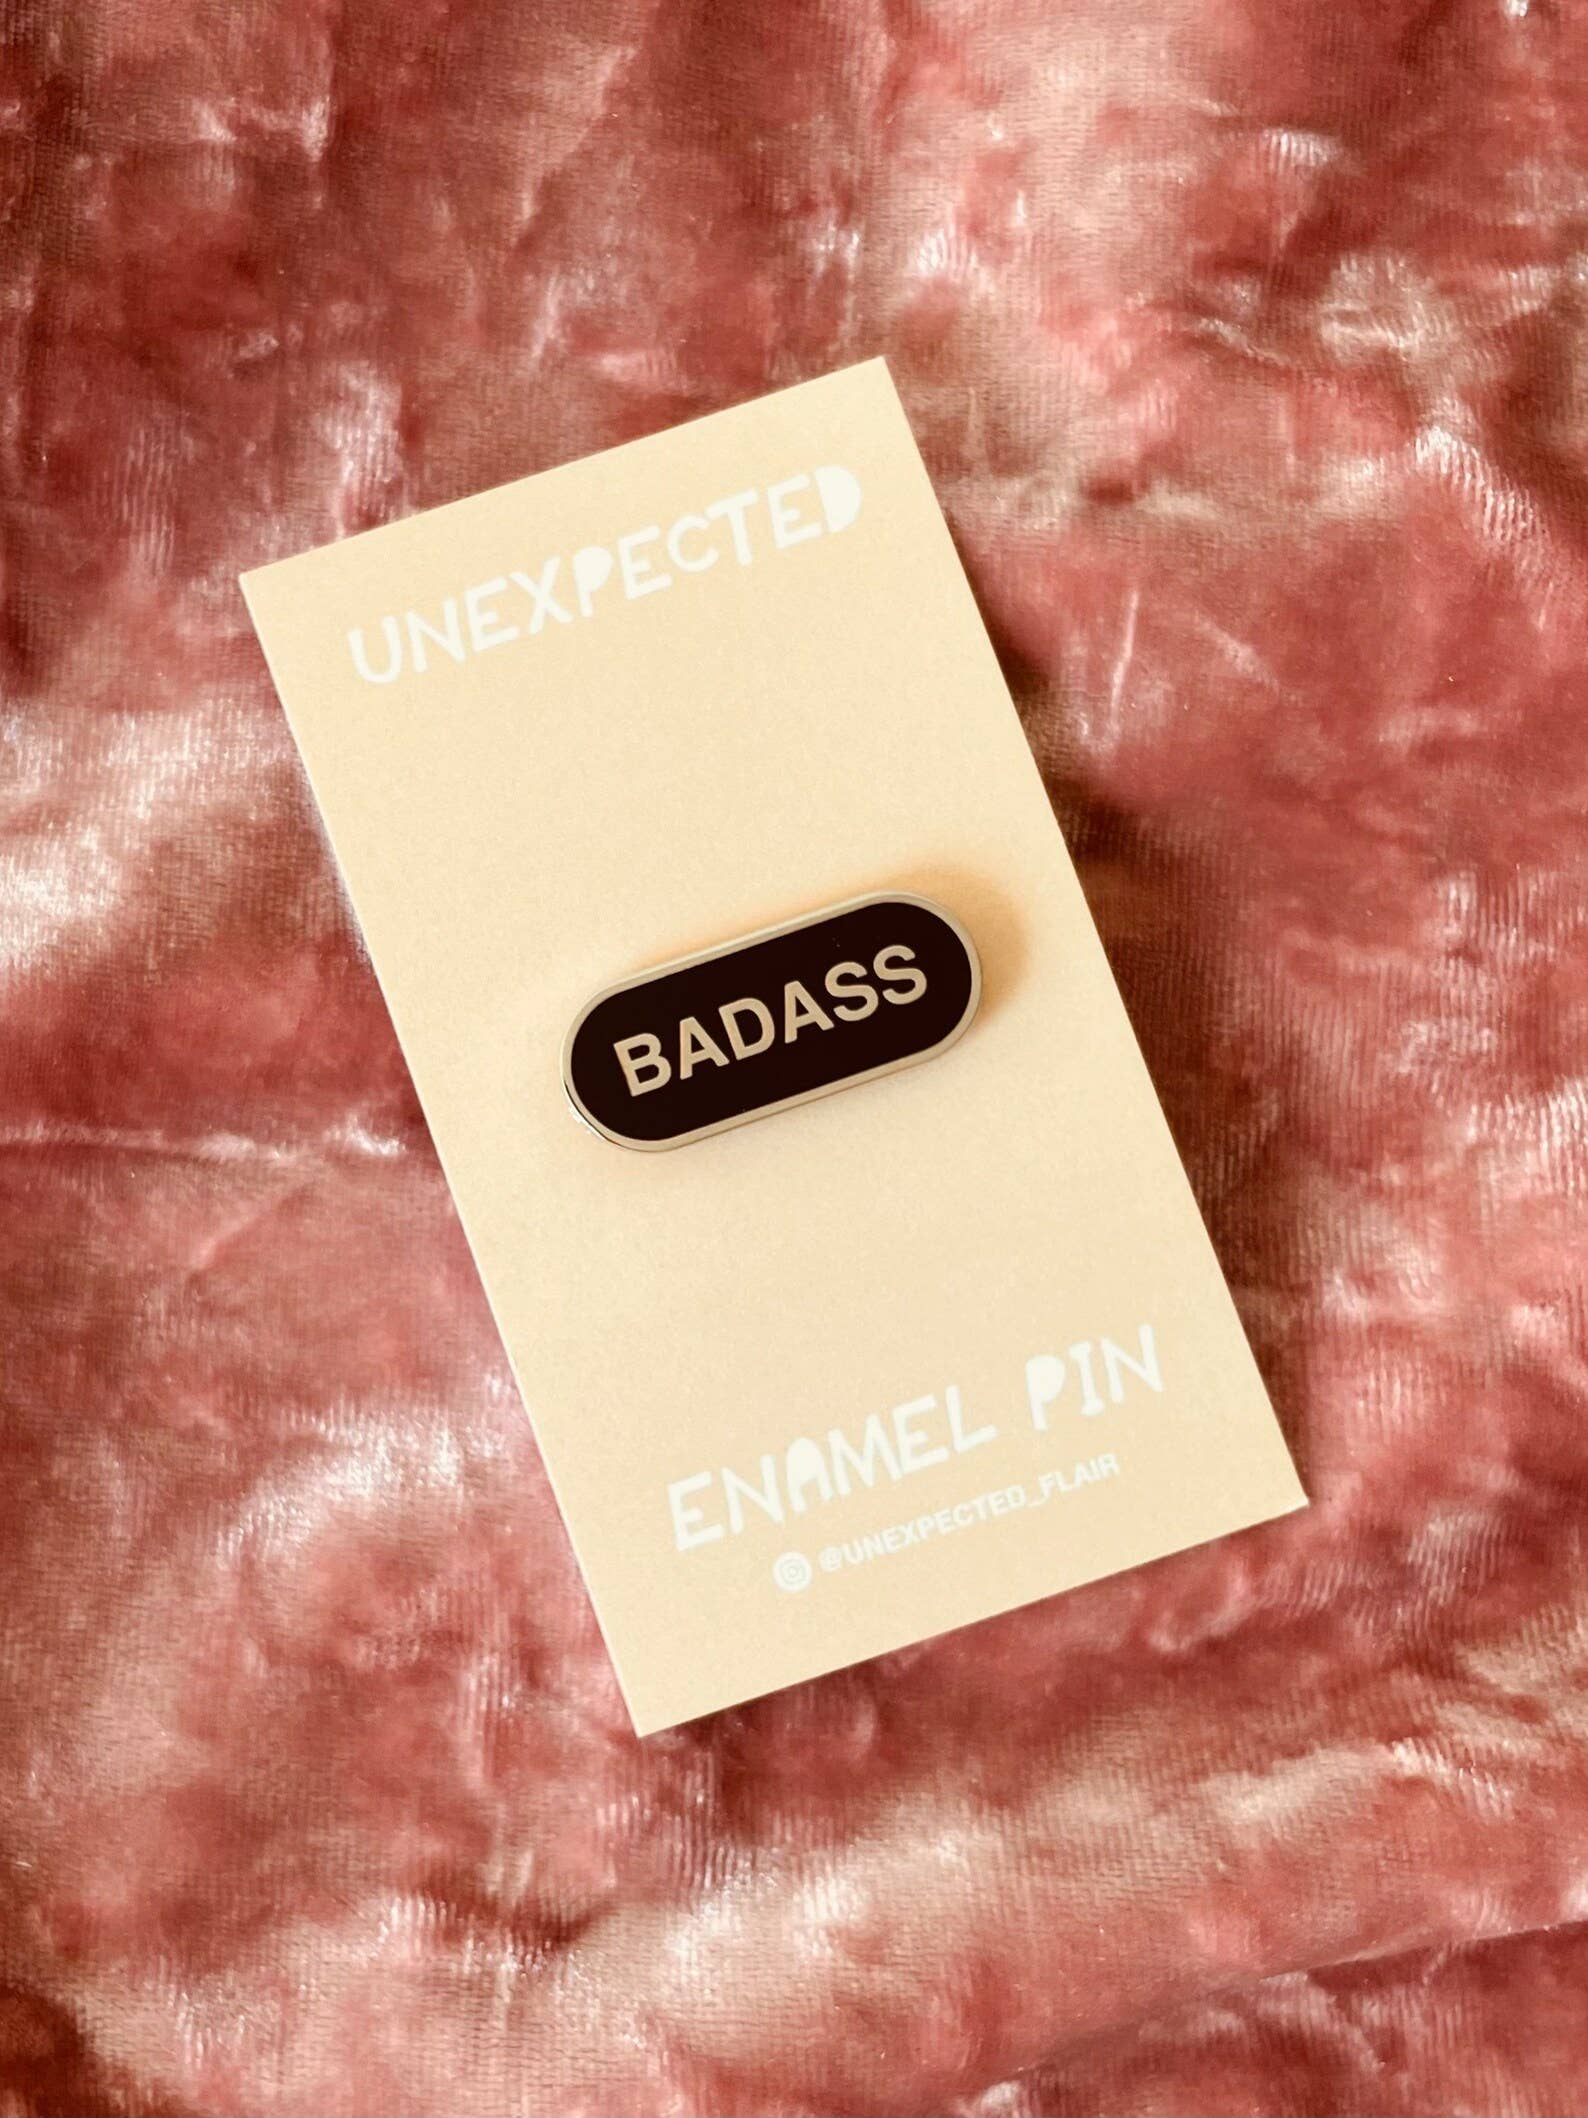 UNEXPECTED
BADASS
ENAMEL PIN
@UNEXPECTED_FLAIR